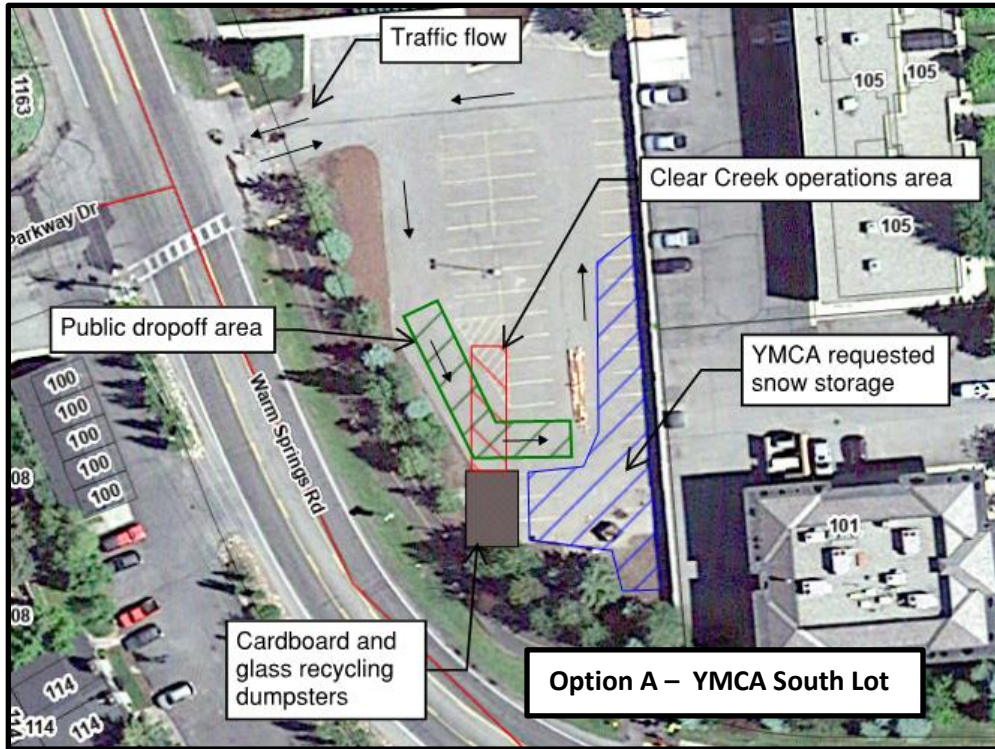 Traffic flow
1163
105
105
Clear Creek operations area
105
Parkway Dr
Public dropoff area
YMCA requested
snow storage
100
100
100
100
100
Warm Springs Rd
08
101
08
Cardboard and
glass recycling
dumpsters
Option A – YMCA South Lot
114
114
114